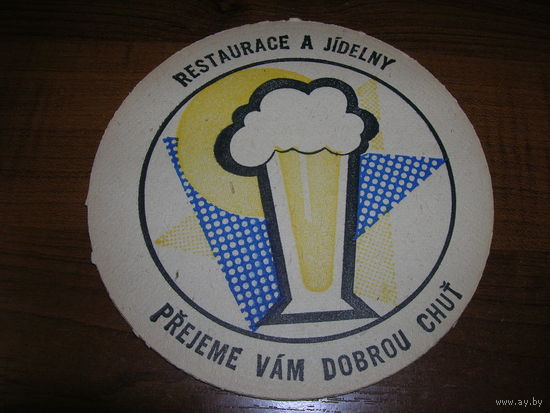 RESTAURACE A JÍDELNY
PŘEJEME VÁM DOBROU CHUŤ
www.ay.by